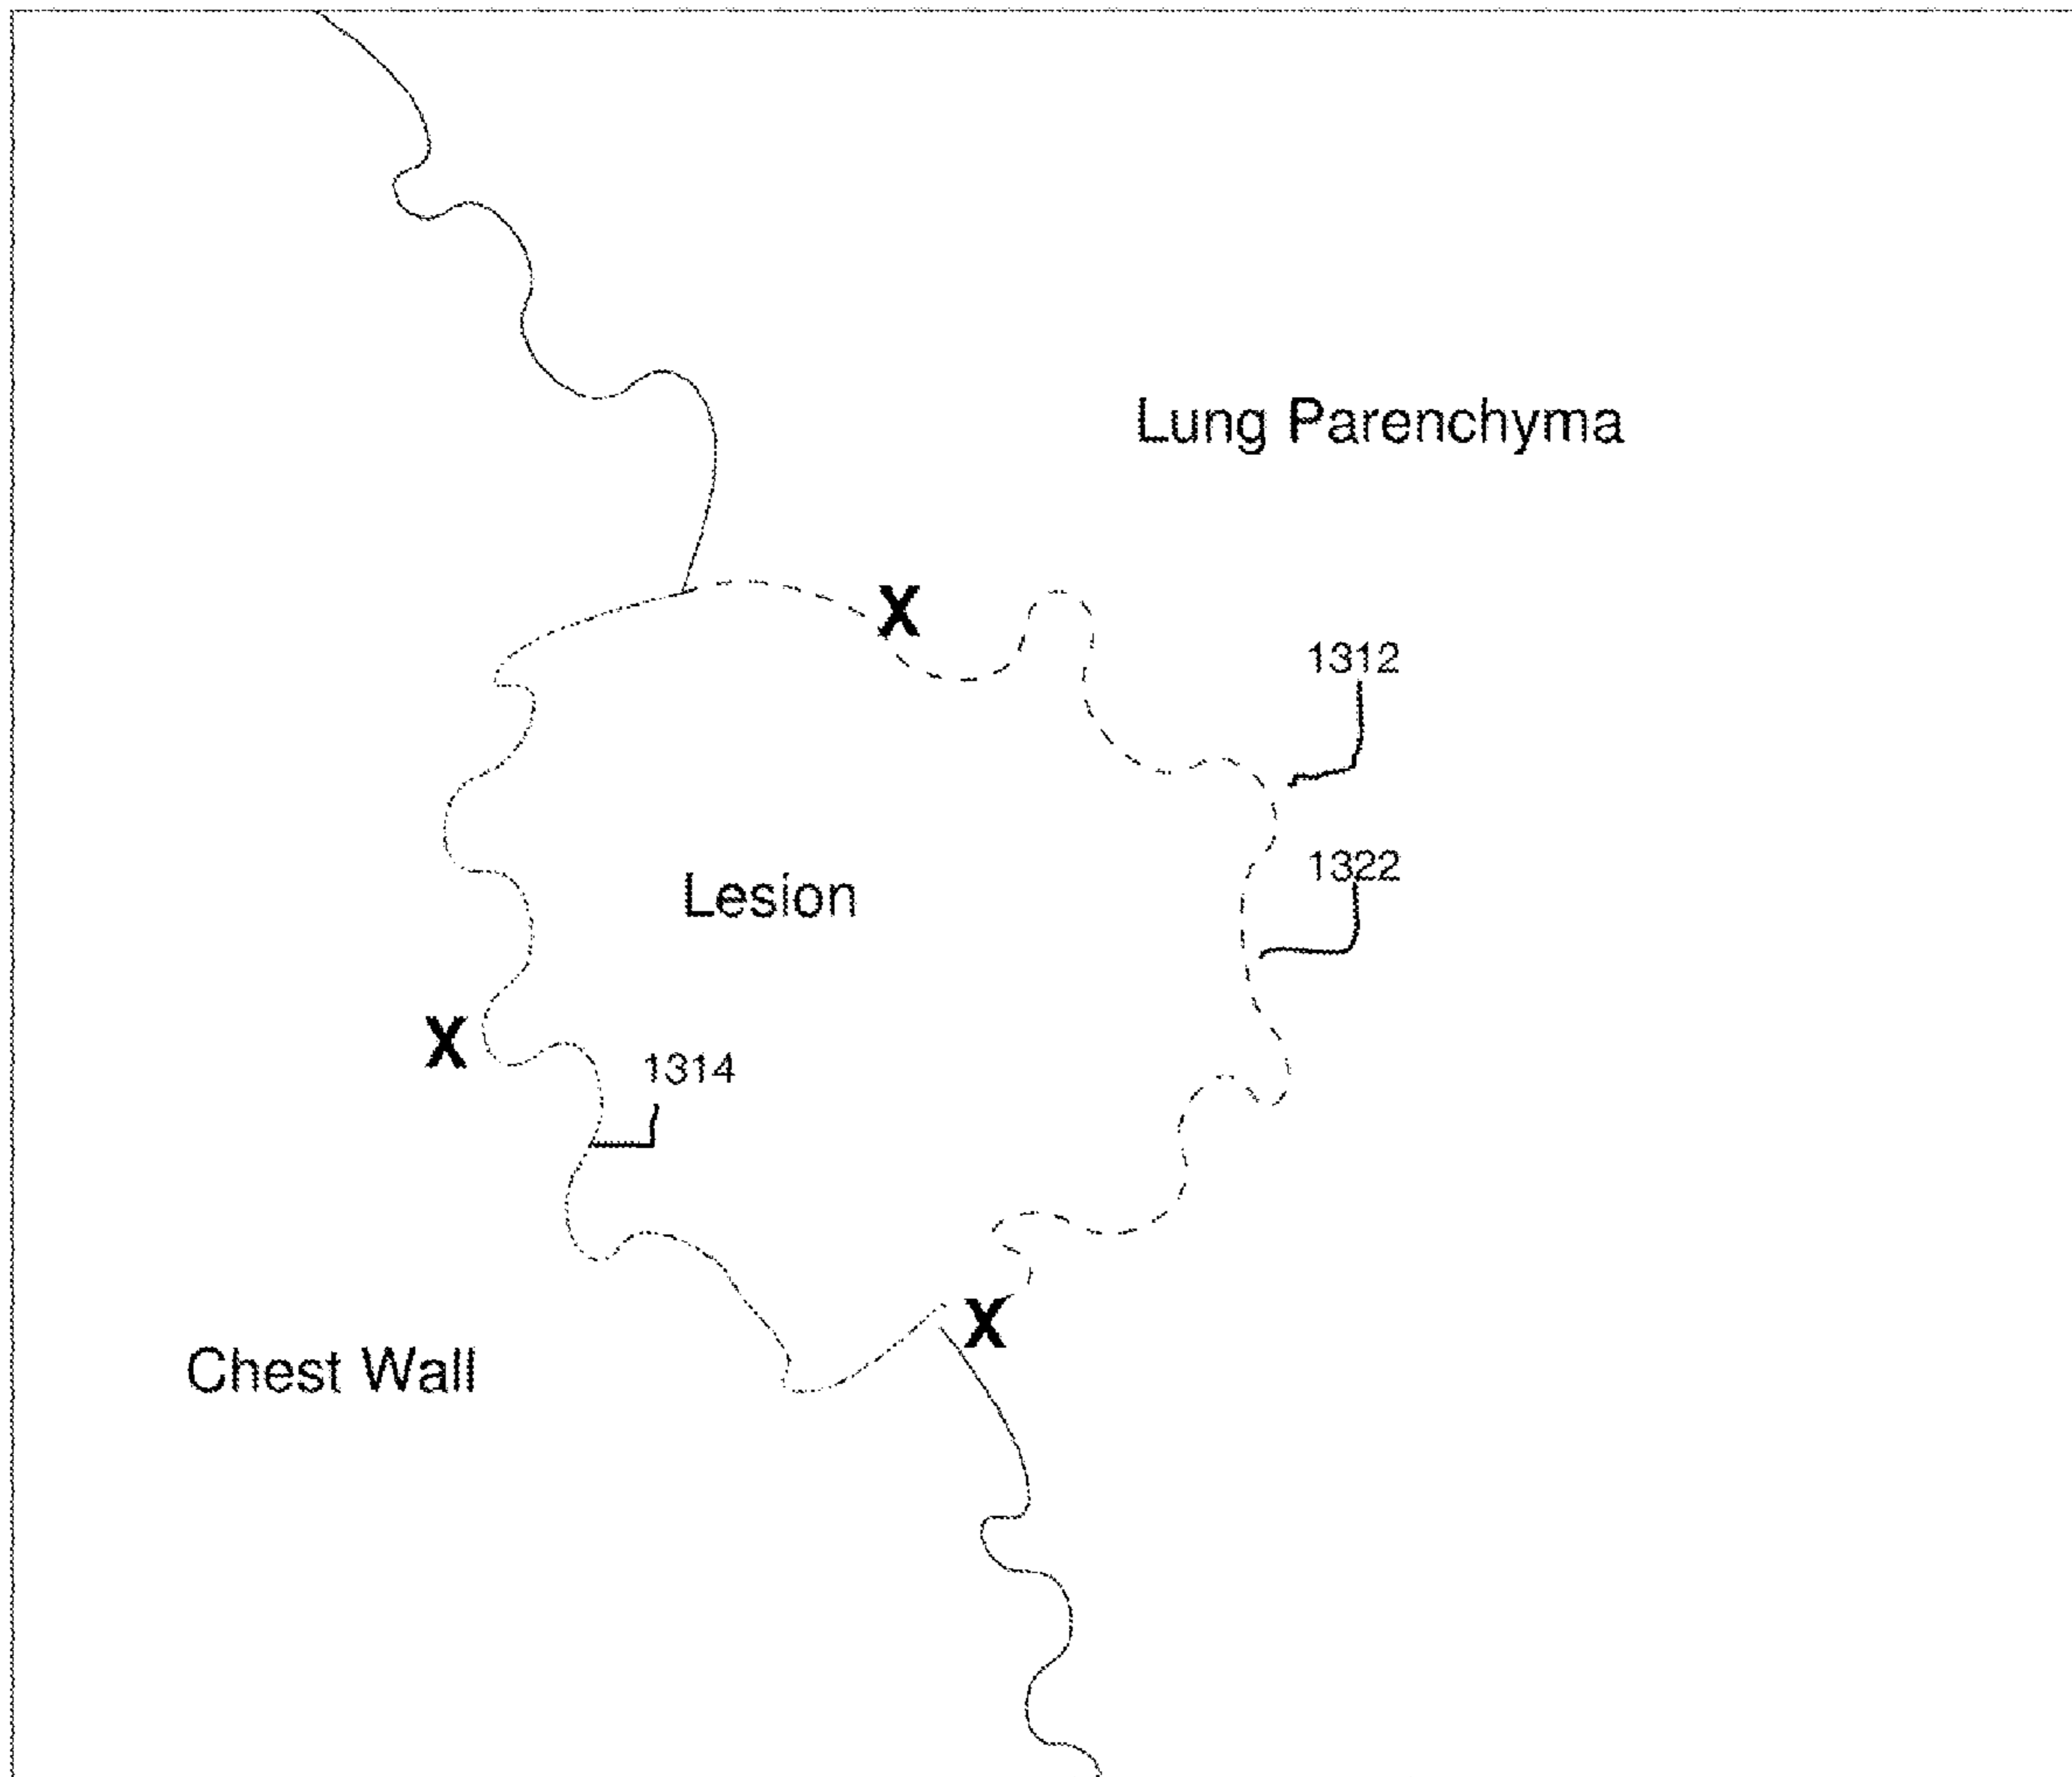 Lung Parenchyma
X
1312
1322
Lesion
X
1314
X
Chest Wall